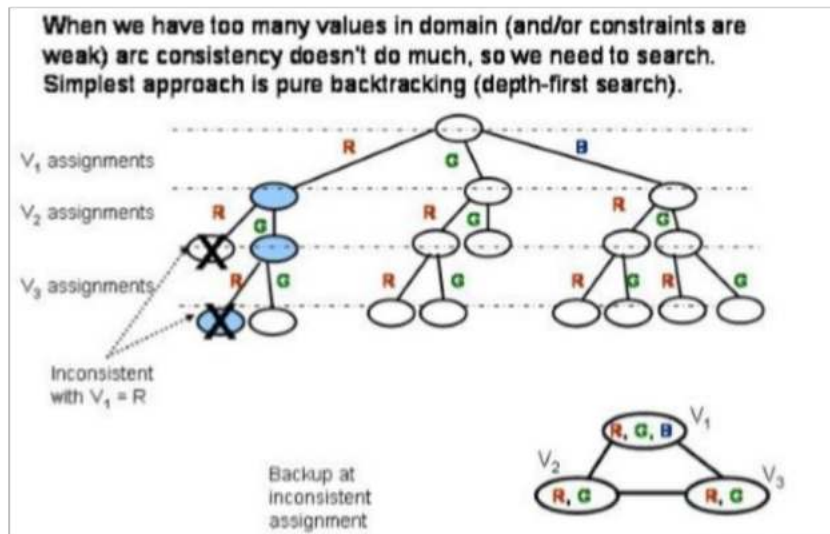 When we have too many values in domain (and/or constraints are
weak) arc consistency doesn't do much, so we need to search.
Simplest approach is pure backtracking (depth-first search).
R
G
B
V₁ assignments
V₂ assignments
R
G
R
G
R
G
V₃ assignments
R
G
R
G
R
G
R
G
X
X
Inconsistent
with V₁ = R
Backup at
inconsistent
assignment
R, G, B
V₁
V₂
V₃
R, G
R, G